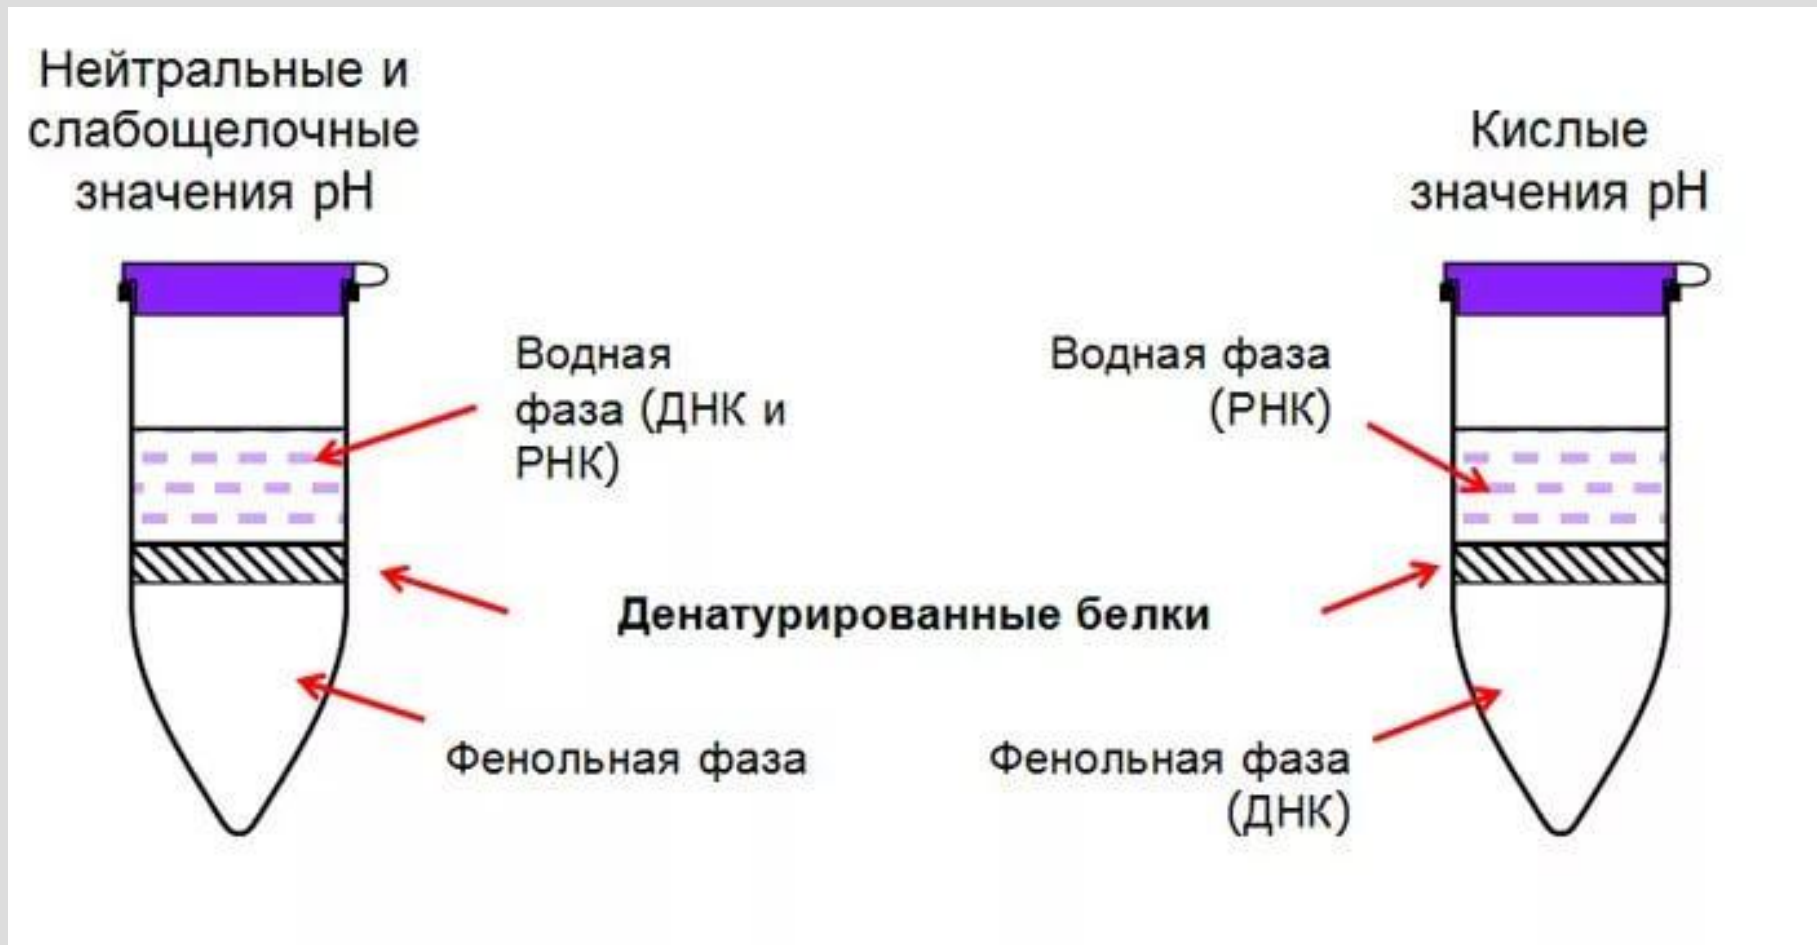 Нейтральные и
слабощелочные
значения pH
Кислые
значения pH
Водная
фаза (ДНК и
РНК)
Водная фаза
(РНК)
Денатурированные белки
Фенольная фаза
Фенольная фаза
(ДНК)